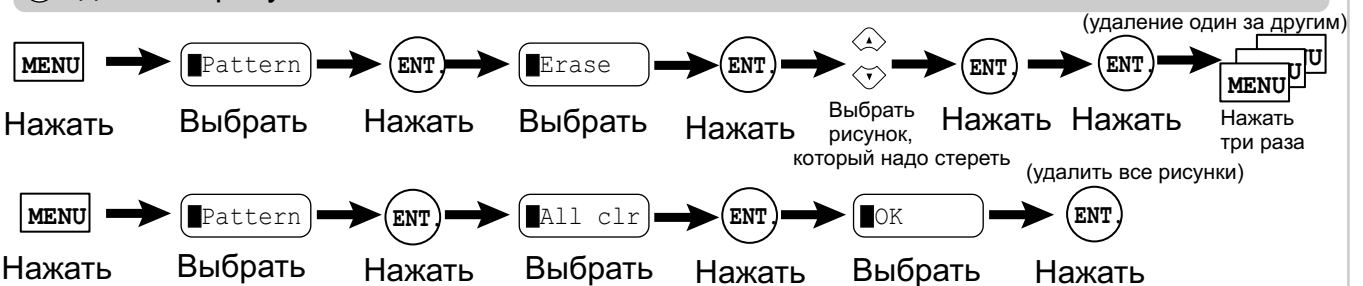 (удаление один за другим)
MENU Pattern ENT. Erase ENT. ENT. ENT. MENU U U
Нажать Выбрать Нажать Выбрать Нажать Выбрать рисунок, который надо стереть Нажать Нажать Нажать три раза
(удалить все рисунки)
MENU Pattern ENT. All clr ENT. OK ENT.
Нажать Выбрать Нажать Выбрать Нажать Выбрать Нажать